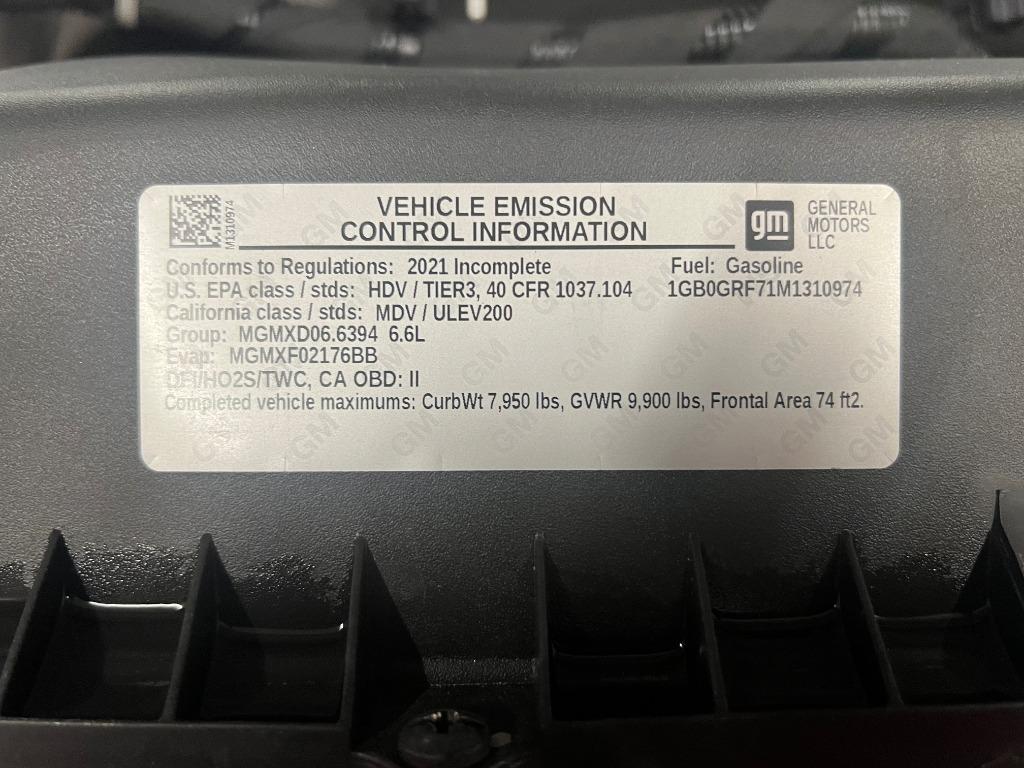 M1310974
VEHICLE EMISSION
CONTROL INFORMATION
gm
GENERAL
MOTORS
LLC
Conforms to Regulations: 2021 Incomplete
Fuel: Gasoline
U.S. EPA class / stds: HDV / TIER3, 40 CFR 1037.104
1GB0GRF71M1310974
California class / stds: MDV / ULEV200
Group: MGMXD06.6394 6.6L
Evap: MGMXF02176BB
DFI/HO2S/TWC, CA OBD: II
Completed vehicle maximums: CurbWt 7,950 lbs, GVWR 9,900 lbs, Frontal Area 74 ft2.